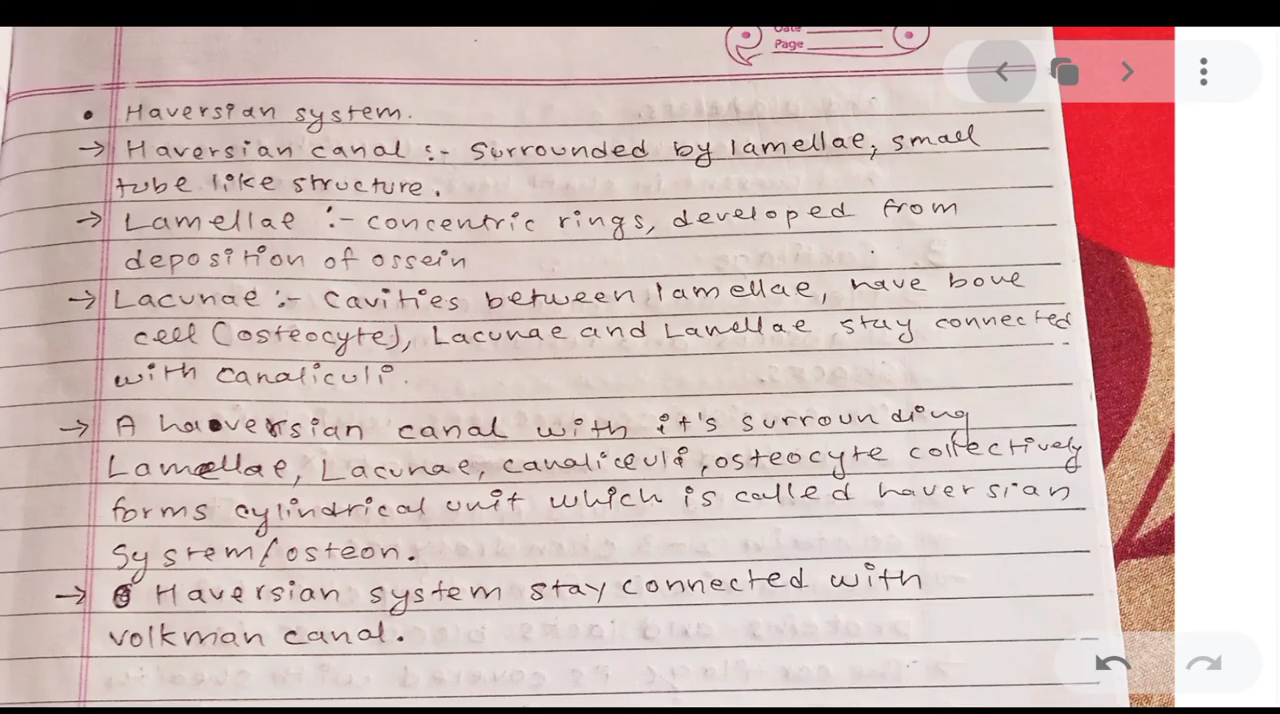 Date
Page
• Haversian system.
→ Haversian canal :- Surrounded by lamellae, small
tube like structure.
→ Lamellae :- concentric rings, developed from
deposition of ossein
→ Lacunae :- Cavities between lamellae, have bone
cell (osteocyte), Lacunae and Lamellae stay connected
with canaliculi.
→ A haversian canal with it's surrounding
Lamellae, Lacunae, canaliculi, osteocyte collectively
forms cylindrical unit which is called haversian
System/osteon.
→ Haversian system stay connected with
volkman canal.